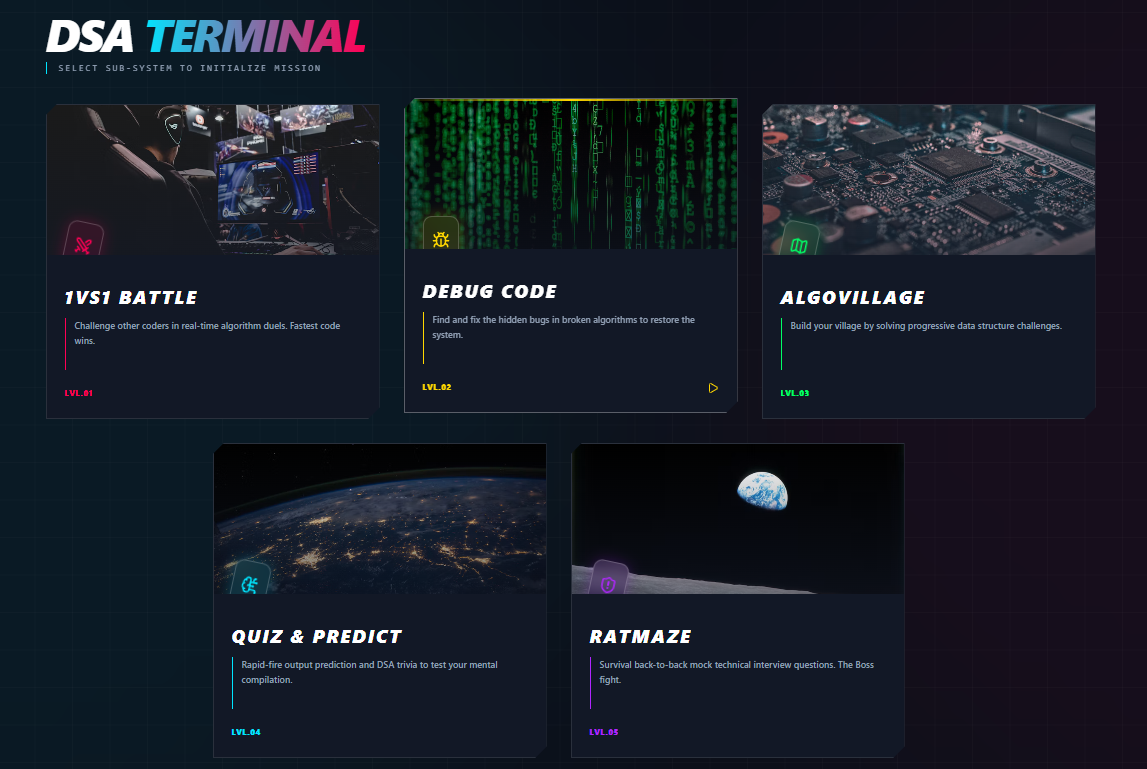 DSA TERMINAL
SELECT SUB-SYSTEM TO INITIALIZE MISSION
1VS1 BATTLE
Challenge other coders in real-time algorithm duels. Fastest code
wins.
LVL.01
DEBUG CODE
Find and fix the hidden bugs in broken algorithms to restore the
system.
LVL.02
ALGOVILLAGE
Build your village by solving progressive data structure challenges.
LVL.03
QUIZ & PREDICT
Rapid-fire output prediction and DSA trivia to test your mental
compilation.
LVL.04
RATMAZE
Survival back-to-back mock technical interview questions. The Boss
fight.
LVL.05